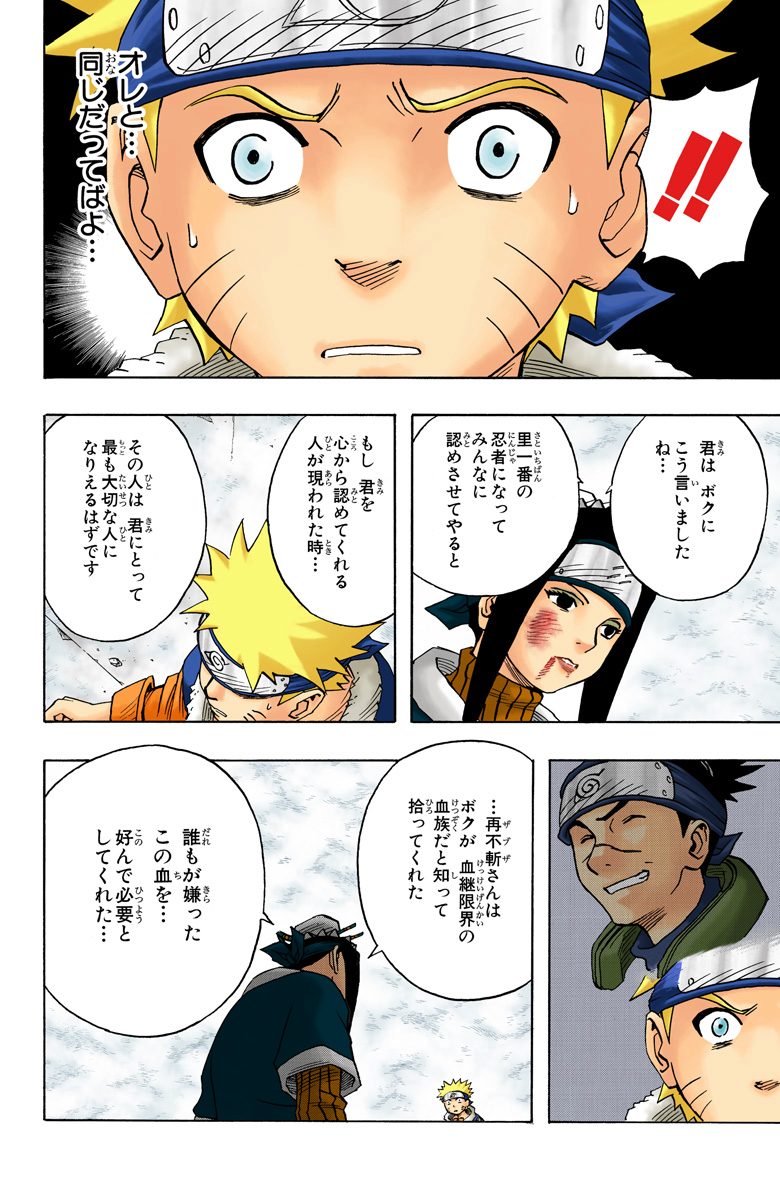 !!
オレと…
同じだってばよ…
君は ボクに
こう言いました
ね…
里一番の
忍者になって
みんなに
認めさせてやると
もし 君を
心から認めてくれる
人が現われた時…
その人は 君にとって
最も大切な人に
なりえるはずです
…再不斬さんは
ボクが 血継限界の
血族だと知って
拾ってくれた
誰もが嫌った
この血を…
好んで必要と
してくれた…